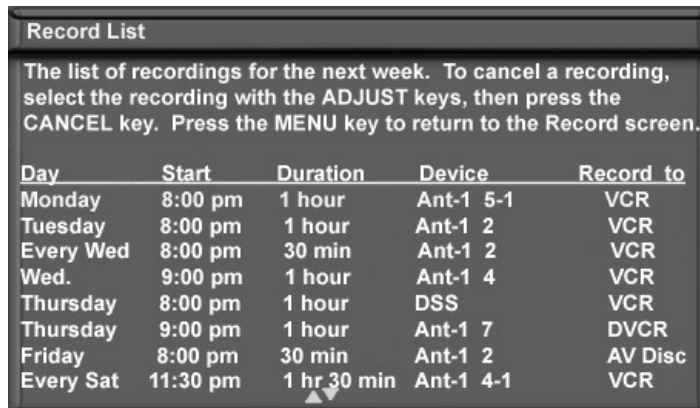 Record List
The list of recordings for the next week. To cancel a recording,
select the recording with the ADJUST keys, then press the
CANCEL key. Press the MENU key to return to the Record screen.
Day Start Duration Device Record to
Monday 8:00 pm 1 hour Ant-1 5-1 VCR
Tuesday 8:00 pm 1 hour Ant-1 2 VCR
Every Wed 8:00 pm 30 min Ant-1 2 VCR
Wed. 9:00 pm 1 hour Ant-1 4 VCR
Thursday 8:00 pm 1 hour DSS VCR
Thursday 9:00 pm 1 hour Ant-1 7 DVCR
Friday 8:00 pm 30 min Ant-1 2 AV Disc
Every Sat 11:30 pm 1 hr 30 min Ant-1 4-1 VCR